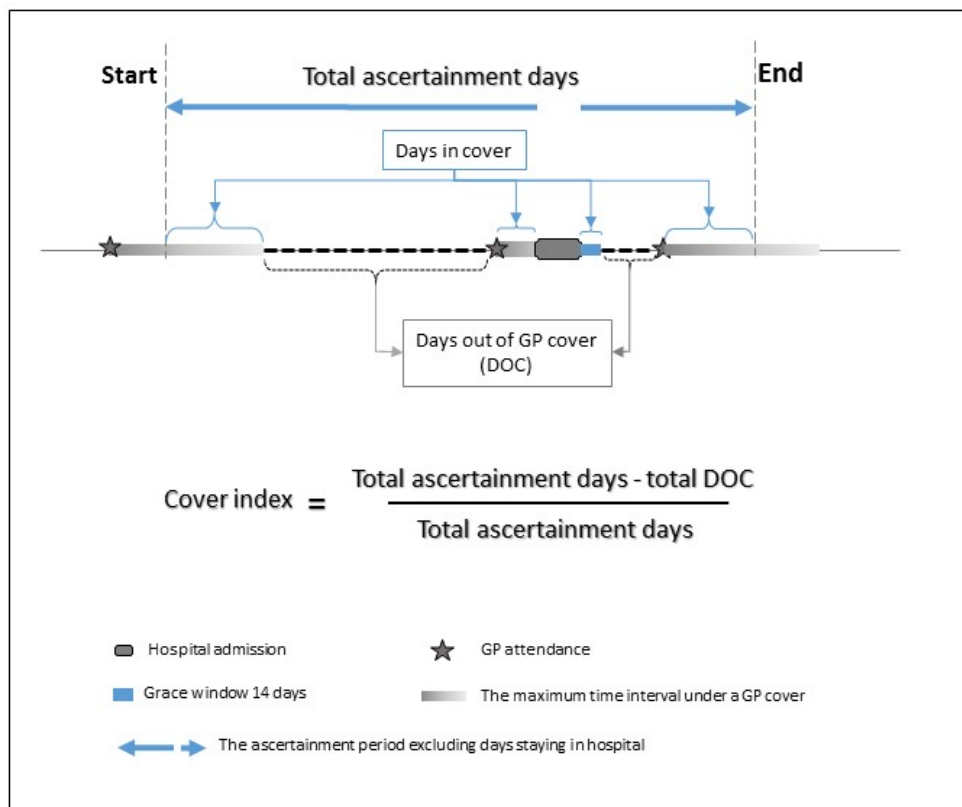 Start
Total ascertainment days
End
Days in cover
Days out of GP cover
(DOC)
Cover index = Total ascertainment days - total DOC
Total ascertainment days
Hospital admission
GP attendance
Grace window 14 days
The maximum time interval under a GP cover
The ascertainment period excluding days staying in hospital